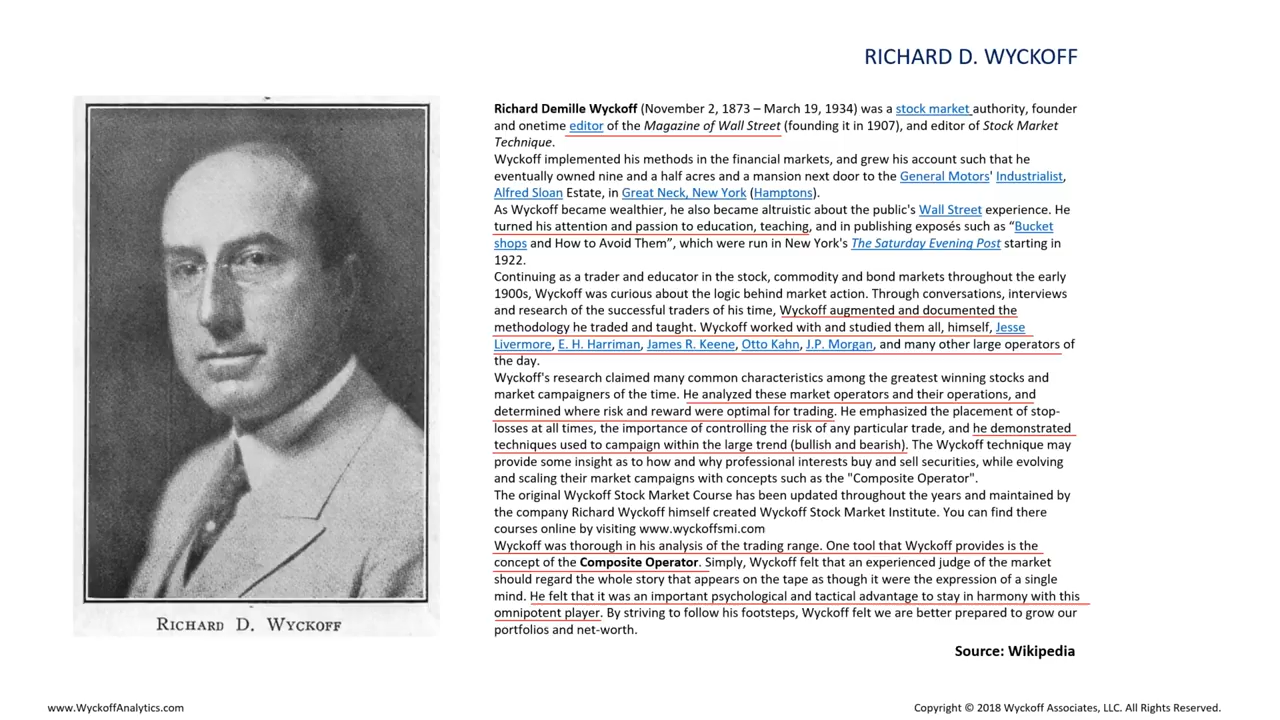 RICHARD D. WYCKOFF
Richard Demille Wyckoff (November 2, 1873 – March 19, 1934) was a stock market authority, founder
and onetime editor of the Magazine of Wall Street (founding it in 1907), and editor of Stock Market
Technique.
Wyckoff implemented his methods in the financial markets, and grew his account such that he
eventually owned nine and a half acres and a mansion next door to the General Motors' Industrialist,
Alfred Sloan Estate, in Great Neck, New York (Hamptons).
As Wyckoff became wealthier, he also became altruistic about the public's Wall Street experience. He
turned his attention and passion to education, teaching, and in publishing exposés such as “Bucket
shops and How to Avoid Them”, which were run in New York's The Saturday Evening Post starting in
1922.
Continuing as a trader and educator in the stock, commodity and bond markets throughout the early
1900s, Wyckoff was curious about the logic behind market action. Through conversations, interviews
and research of the successful traders of his time, Wyckoff augmented and documented the
methodology he traded and taught. Wyckoff worked with and studied them all, himself, Jesse
Livermore, E. H. Harriman, James R. Keene, Otto Kahn, J.P. Morgan, and many other large operators of
the day.
Wyckoff's research claimed many common characteristics among the greatest winning stocks and
market campaigners of the time. He analyzed these market operators and their operations, and
determined where risk and reward were optimal for trading. He emphasized the placement of stop-
losses at all times, the importance of controlling the risk of any particular trade, and he demonstrated
techniques used to campaign within the large trend (bullish and bearish). The Wyckoff technique may
provide some insight as to how and why professional interests buy and sell securities, while evolving
and scaling their market campaigns with concepts such as the "Composite Operator".
The original Wyckoff Stock Market Course has been updated throughout the years and maintained by
the company Richard Wyckoff himself created Wyckoff Stock Market Institute. You can find there
courses online by visiting www.wyckoffsmi.com
Wyckoff was thorough in his analysis of the trading range. One tool that Wyckoff provides is the
concept of the Composite Operator. Simply, Wyckoff felt that an experienced judge of the market
should regard the whole story that appears on the tape as though it were the expression of a single
mind. He felt that it was an important psychological and tactical advantage to stay in harmony with this
omnipotent player. By striving to follow his footsteps, Wyckoff felt we are better prepared to grow our
portfolios and net-worth.
Source: Wikipedia
RICHARD D. WYCKOFF
www.WyckoffAnalytics.com
Copyright © 2018 Wyckoff Associates, LLC. All Rights Reserved.